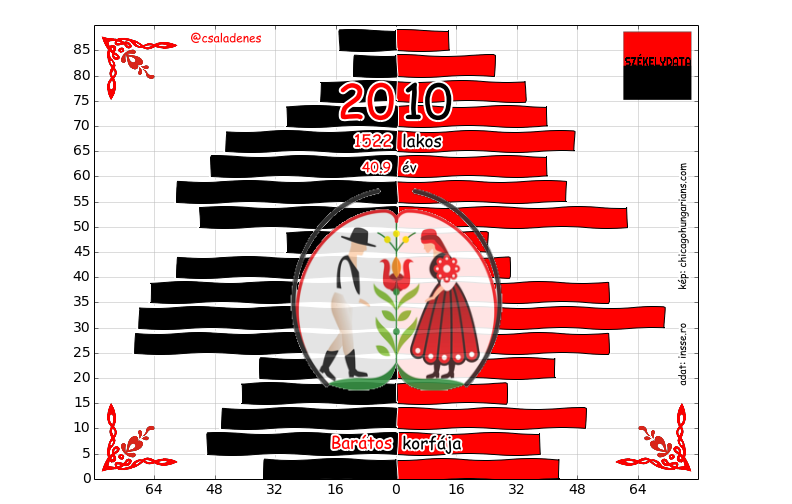 @csaladenes
SZÉKELYDATA
2010
1522 lakos
40.9 év
kép: chicagohungarians.com
adat: insse.ro
Barátos korfája
85
80
75
70
65
60
55
50
45
40
35
30
25
20
15
10
5
0
64 48 32 16 0 16 32 48 64